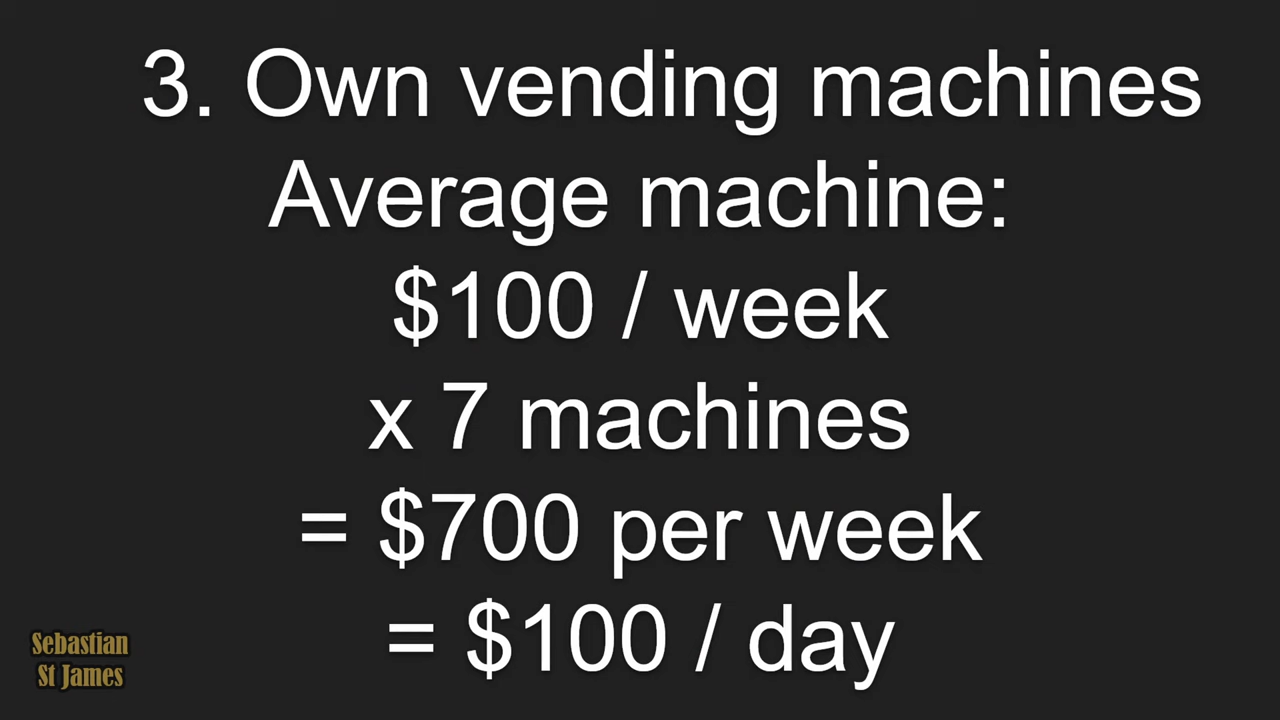 3. Own vending machines
Average machine:
$100 / week
x 7 machines
= $700 per week
= $100 / day
Sebastian
St James